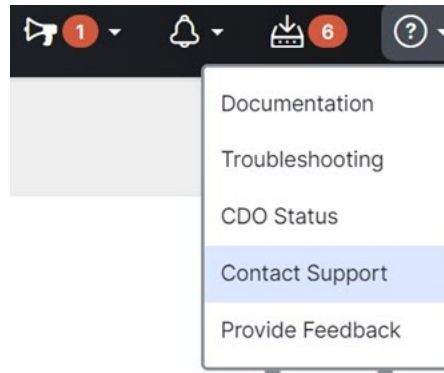 1
6
?
Documentation
Troubleshooting
CDO Status
Contact Support
Provide Feedback